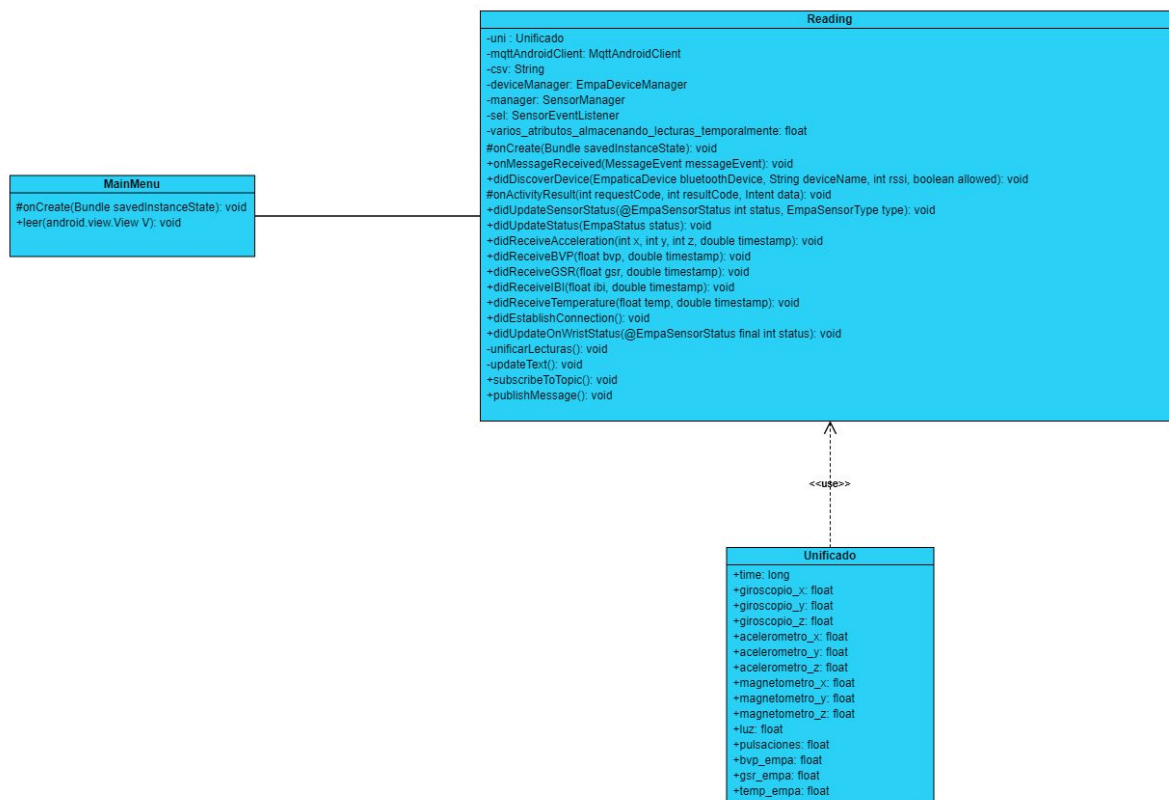 Reading
-uni : Unificado
-mqttAndroidClient: MqttAndroidClient
-csv: String
-deviceManager: EmpaDeviceManager
-manager: SensorManager
-sel: SensorEventListener
-varios_atributos_almacenando_lecturas_temporalmente: float
#onCreate(Bundle savedInstanceState): void
+onMessageReceived(MessageEvent messageEvent): void
+didDiscoverDevice(EmpaticaDevice bluetoothDevice, String deviceName, int rssi, boolean allowed): void
#onActivityResult(int requestCode, int resultCode, Intent data): void
+didUpdateSensorStatus(@EmpaSensorStatus int status, EmpaSensorType type): void
+didUpdateStatus(EmpaStatus status): void
+didReceiveAcceleration(int x, int y, int z, double timestamp): void
+didReceiveBVP(float bvp, double timestamp): void
+didReceiveGSR(float gsr, double timestamp): void
+didReceiveIBI(float ibi, double timestamp): void
+didReceiveTemperature(float temp, double timestamp): void
+didEstablishConnection(): void
+didUpdateOnWristStatus(@EmpaSensorStatus final int status): void
-unificarLecturas(): void
-updateText(): void
+subscribeToTopic(): void
+publishMessage(): void
MainMenu
#onCreate(Bundle savedInstanceState): void
+leer(android.view.View V): void
<<use>>
Unificado
+time: long
+giroscopio_x: float
+giroscopio_y: float
+giroscopio_z: float
+acelerometro_x: float
+acelerometro_y: float
+acelerometro_z: float
+magnetometro_x: float
+magnetometro_y: float
+magnetometro_z: float
+luz: float
+pulsaciones: float
+bvp_empa: float
+gsr_empa: float
+temp_empa: float